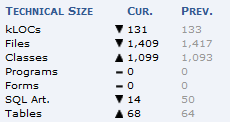 Technical Size Cur. Prev.
kLOCs ▼ 131 133
Files ▼ 1,409 1,417
Classes ▲ 1,099 1,093
Programs – 0 0
Forms – 0 0
SQL Art. ▼ 14 50
Tables ▲ 68 64